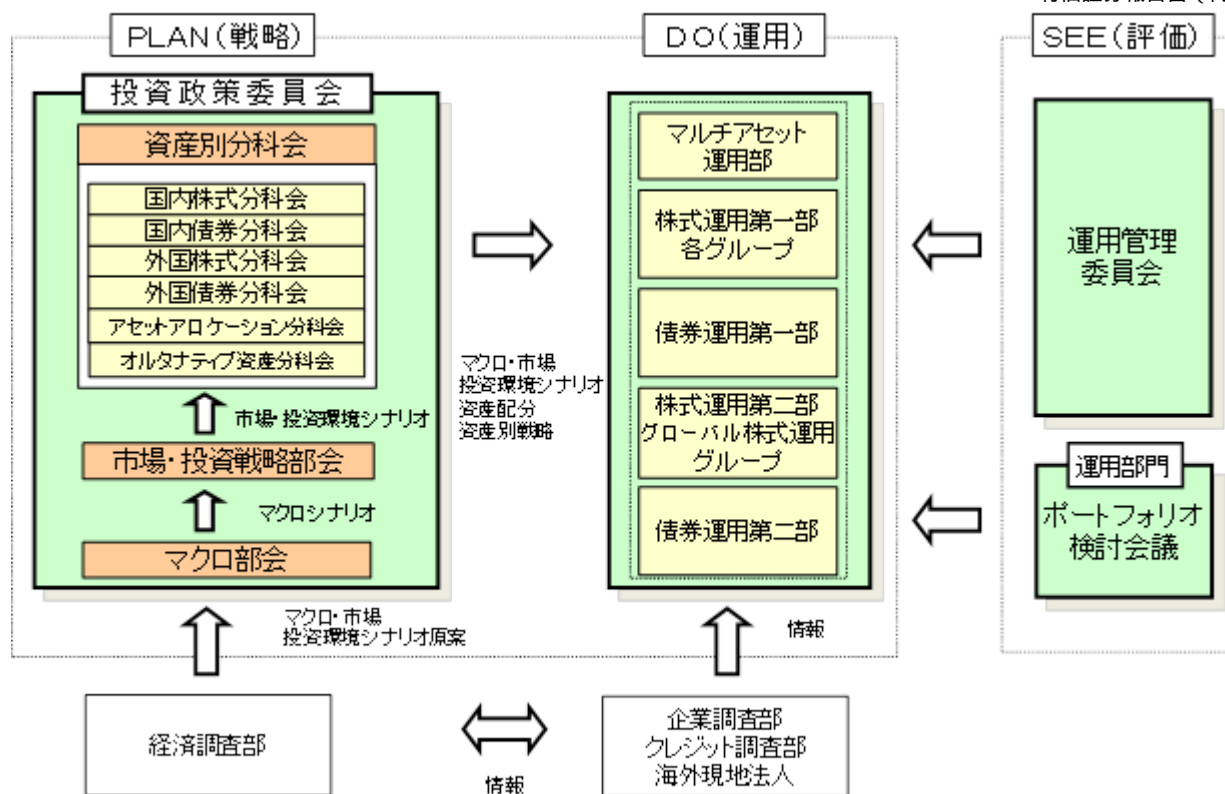 PLAN(戦略)
投資政策委員会
資産別分科会
国内株式分科会
国内債券分科会
外国株式分科会
外国債券分科会
アセットアロケーション分科会
オルタナティブ資産分科会
市場・投資環境シナリオ
市場・投資戦略部会
マクロシナリオ
マクロ部会
マクロ・市場
投資環境シナリオ原案
経済調査部
マクロ・市場
投資環境シナリオ
資産配分
資産別戦略
情報
DO(運用)
マルチアセット
運用部
株式運用第一部
各グループ
債券運用第一部
株式運用第二部
グローバル株式運用
グループ
債券運用第二部
情報
企業調査部
クレジット調査部
海外現地法人
SEE(評価)
運用管理
委員会
運用部門
ポートフォリオ
検討会議